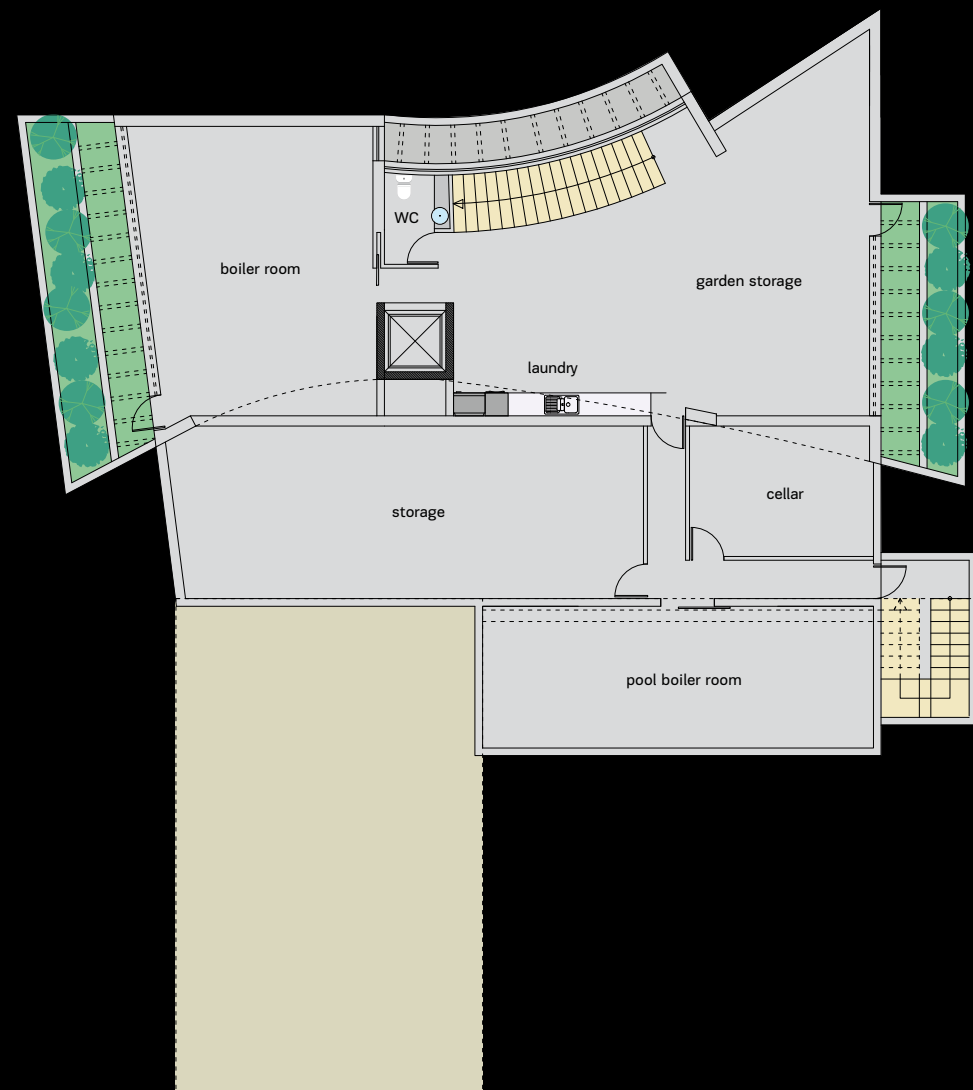 WC
boiler room
garden storage
laundry
cellar
storage
pool boiler room